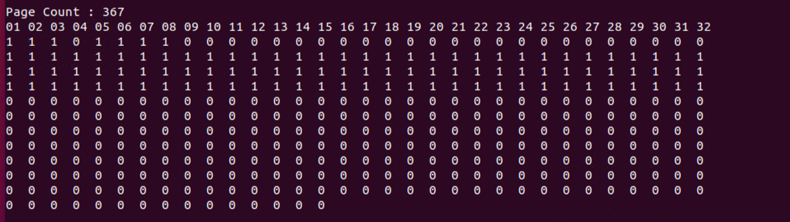 Page Count : 367
01 02 03 04 05 06 07 08 09 10 11 12 13 14 15 16 17 18 19 20 21 22 23 24 25 26 27 28 29 30 31 32
1 1 1 0 1 1 1 1 0 0 0 0 0 0 0 0 0 0 0 0 0 0 0 0 0 0 0 0 0 0 0 0
1 1 1 1 1 1 1 1 1 1 1 1 1 1 1 1 1 1 1 1 1 1 1 1 1 1 1 1 1 1 1 1
1 1 1 1 1 1 1 1 1 1 1 1 1 1 1 1 1 1 1 1 1 1 1 1 1 1 1 1 1 1 1 1
1 1 1 1 1 1 1 1 1 1 1 1 1 1 1 1 1 1 1 1 1 1 1 1 1 1 1 1 1 1 1 1
0 0 0 0 0 0 0 0 0 0 0 0 0 0 0 0 0 0 0 0 0 0 0 0 0 0 0 0 0 0 0 0
0 0 0 0 0 0 0 0 0 0 0 0 0 0 0 0 0 0 0 0 0 0 0 0 0 0 0 0 0 0 0 0
0 0 0 0 0 0 0 0 0 0 0 0 0 0 0 0 0 0 0 0 0 0 0 0 0 0 0 0 0 0 0 0
0 0 0 0 0 0 0 0 0 0 0 0 0 0 0 0 0 0 0 0 0 0 0 0 0 0 0 0 0 0 0 0
0 0 0 0 0 0 0 0 0 0 0 0 0 0 0 0 0 0 0 0 0 0 0 0 0 0 0 0 0 0 0 0
0 0 0 0 0 0 0 0 0 0 0 0 0 0 0 0 0 0 0 0 0 0 0 0 0 0 0 0 0 0 0 0
0 0 0 0 0 0 0 0 0 0 0 0 0 0 0 0 0 0 0 0 0 0 0 0 0 0 0 0 0 0 0 0
0 0 0 0 0 0 0 0 0 0 0 0 0 0 0